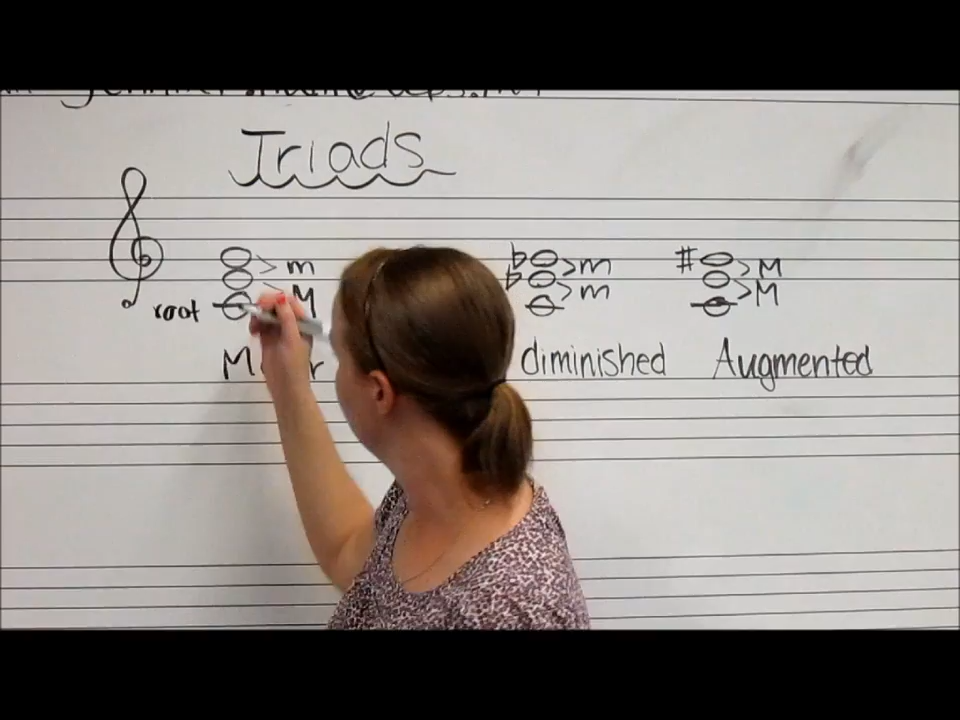 Triads
> m ♭ > m # > M
root M ♭ > m > M
diminished Augmented